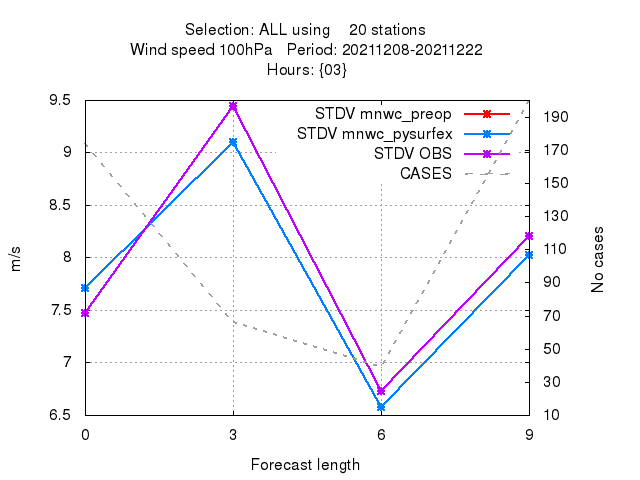 Selection: ALL using 20 stations
Wind speed 100hPa Period: 20211208-20211222
Hours: {03}
STDV mnwc_preop
STDV mnwc_pysurfex
STDV OBS
CASES
9.5
9
8.5
8
7.5
7
6.5
190
170
150
130
110
90
70
50
30
10
m/s
No cases
0 3 6 9
Forecast length